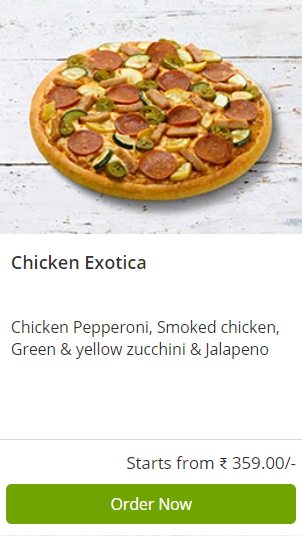 Chicken Exotica
Chicken Pepperoni, Smoked chicken,
Green & yellow zucchini & Jalapeno
Starts from ₹ 359.00/-
Order Now